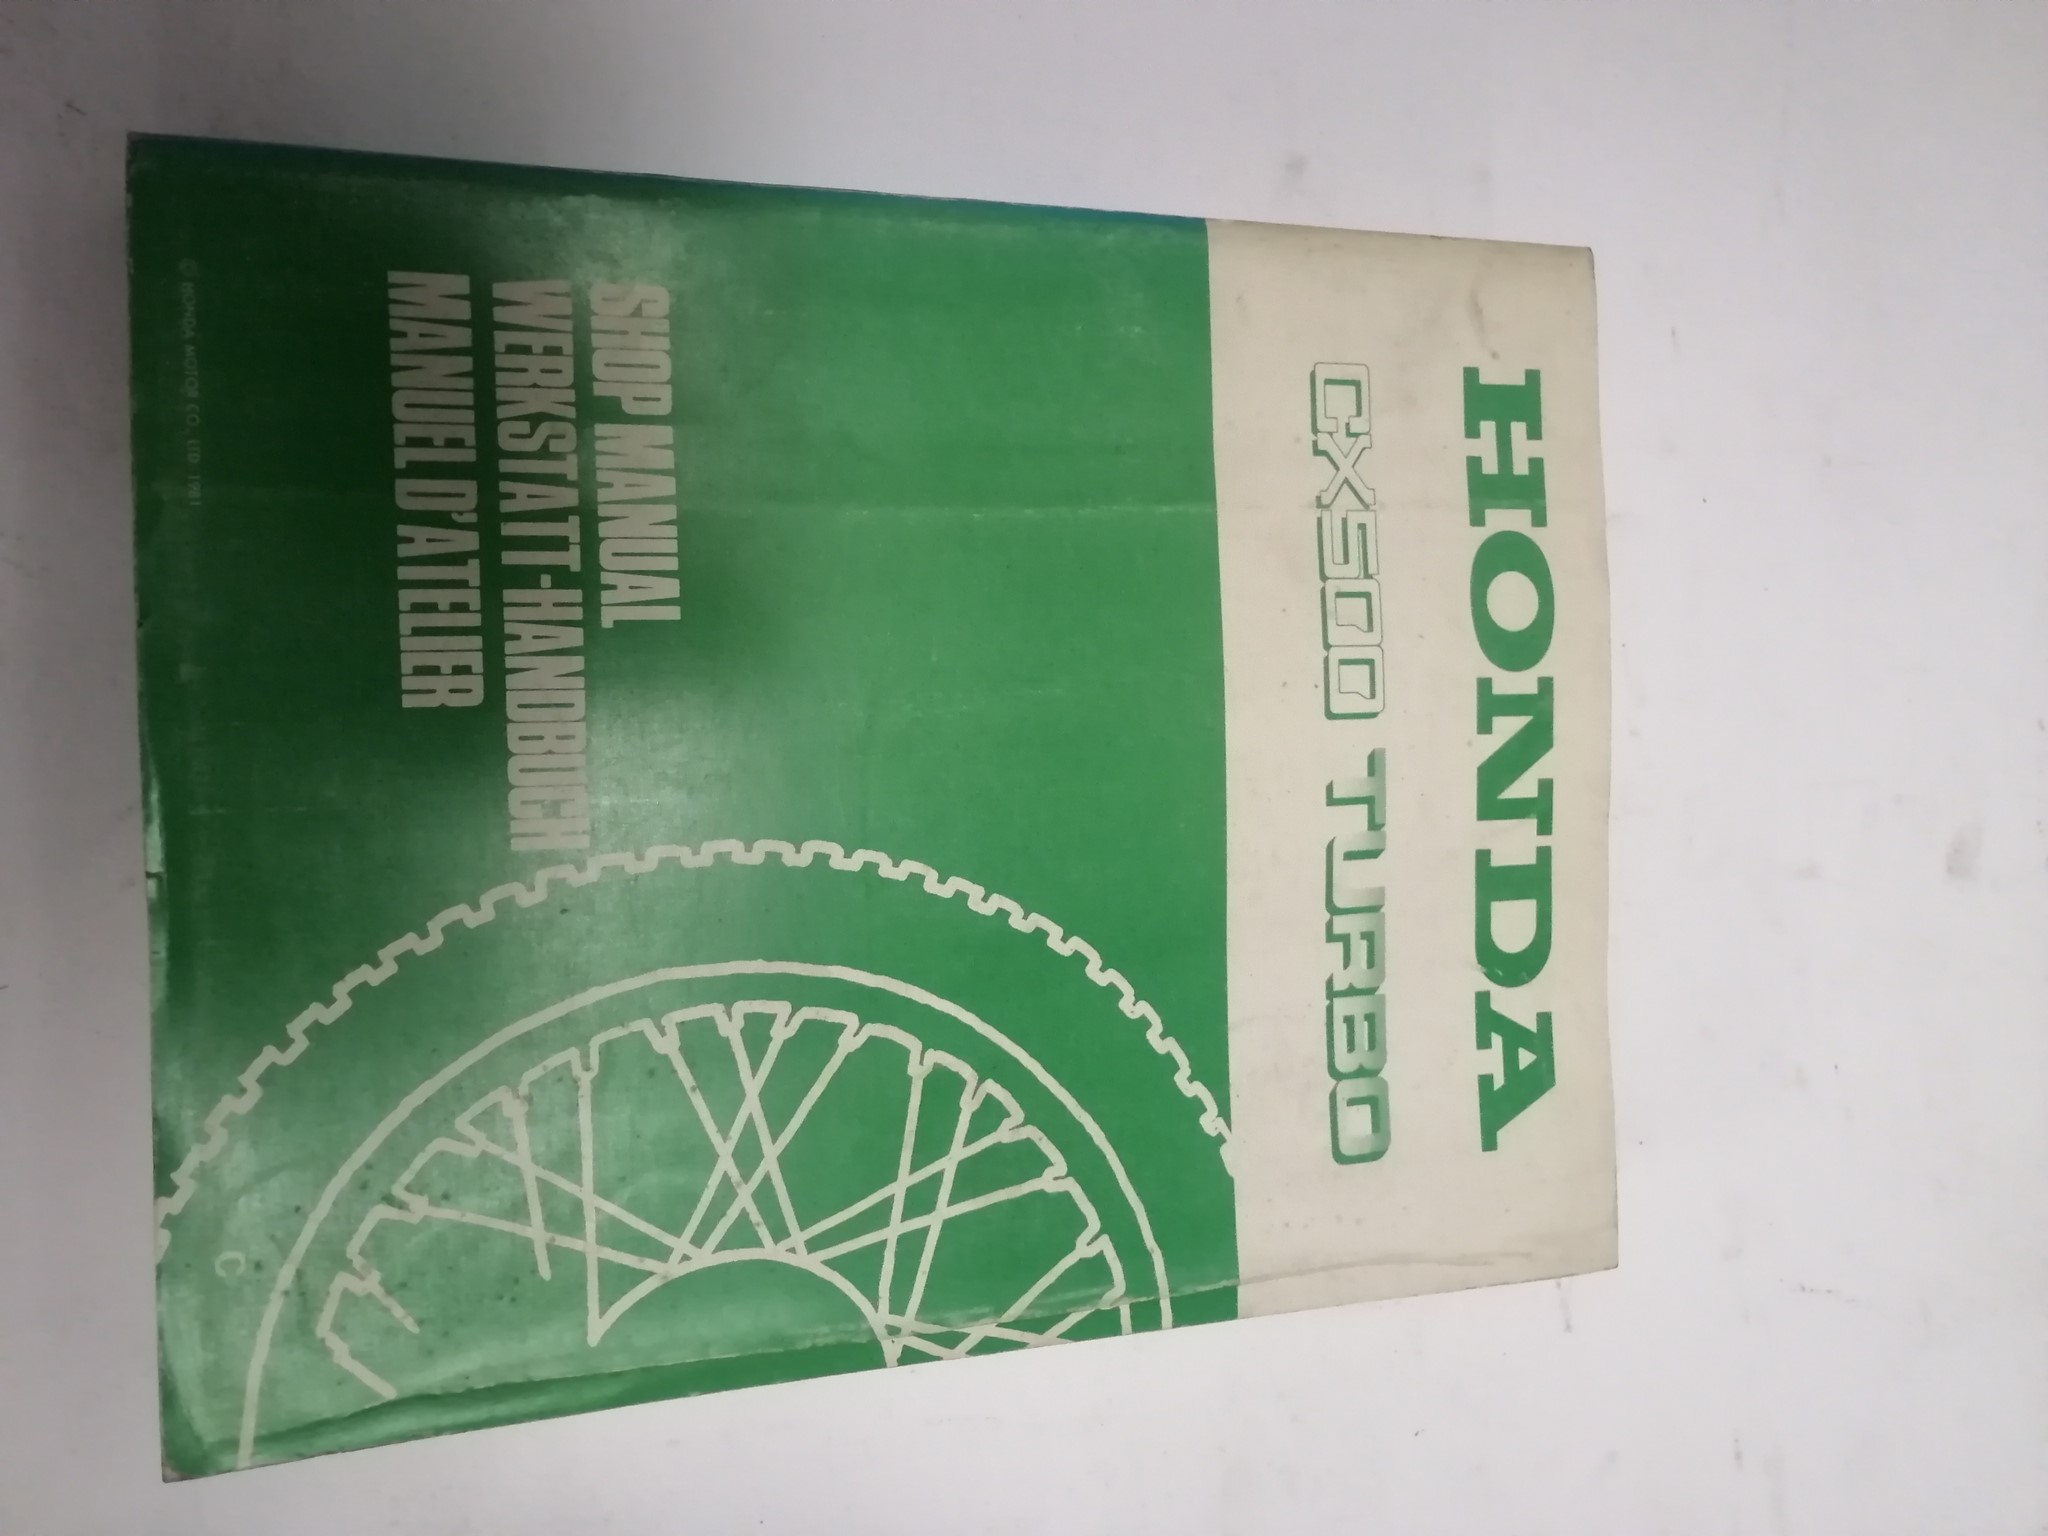 HONDA
CX500 TURBO
SHOP MANUAL
WERKSTATT-HANDBUCH
MANUEL D'ATELIER
© HONDA MOTOR CO., LTD. 1981
C